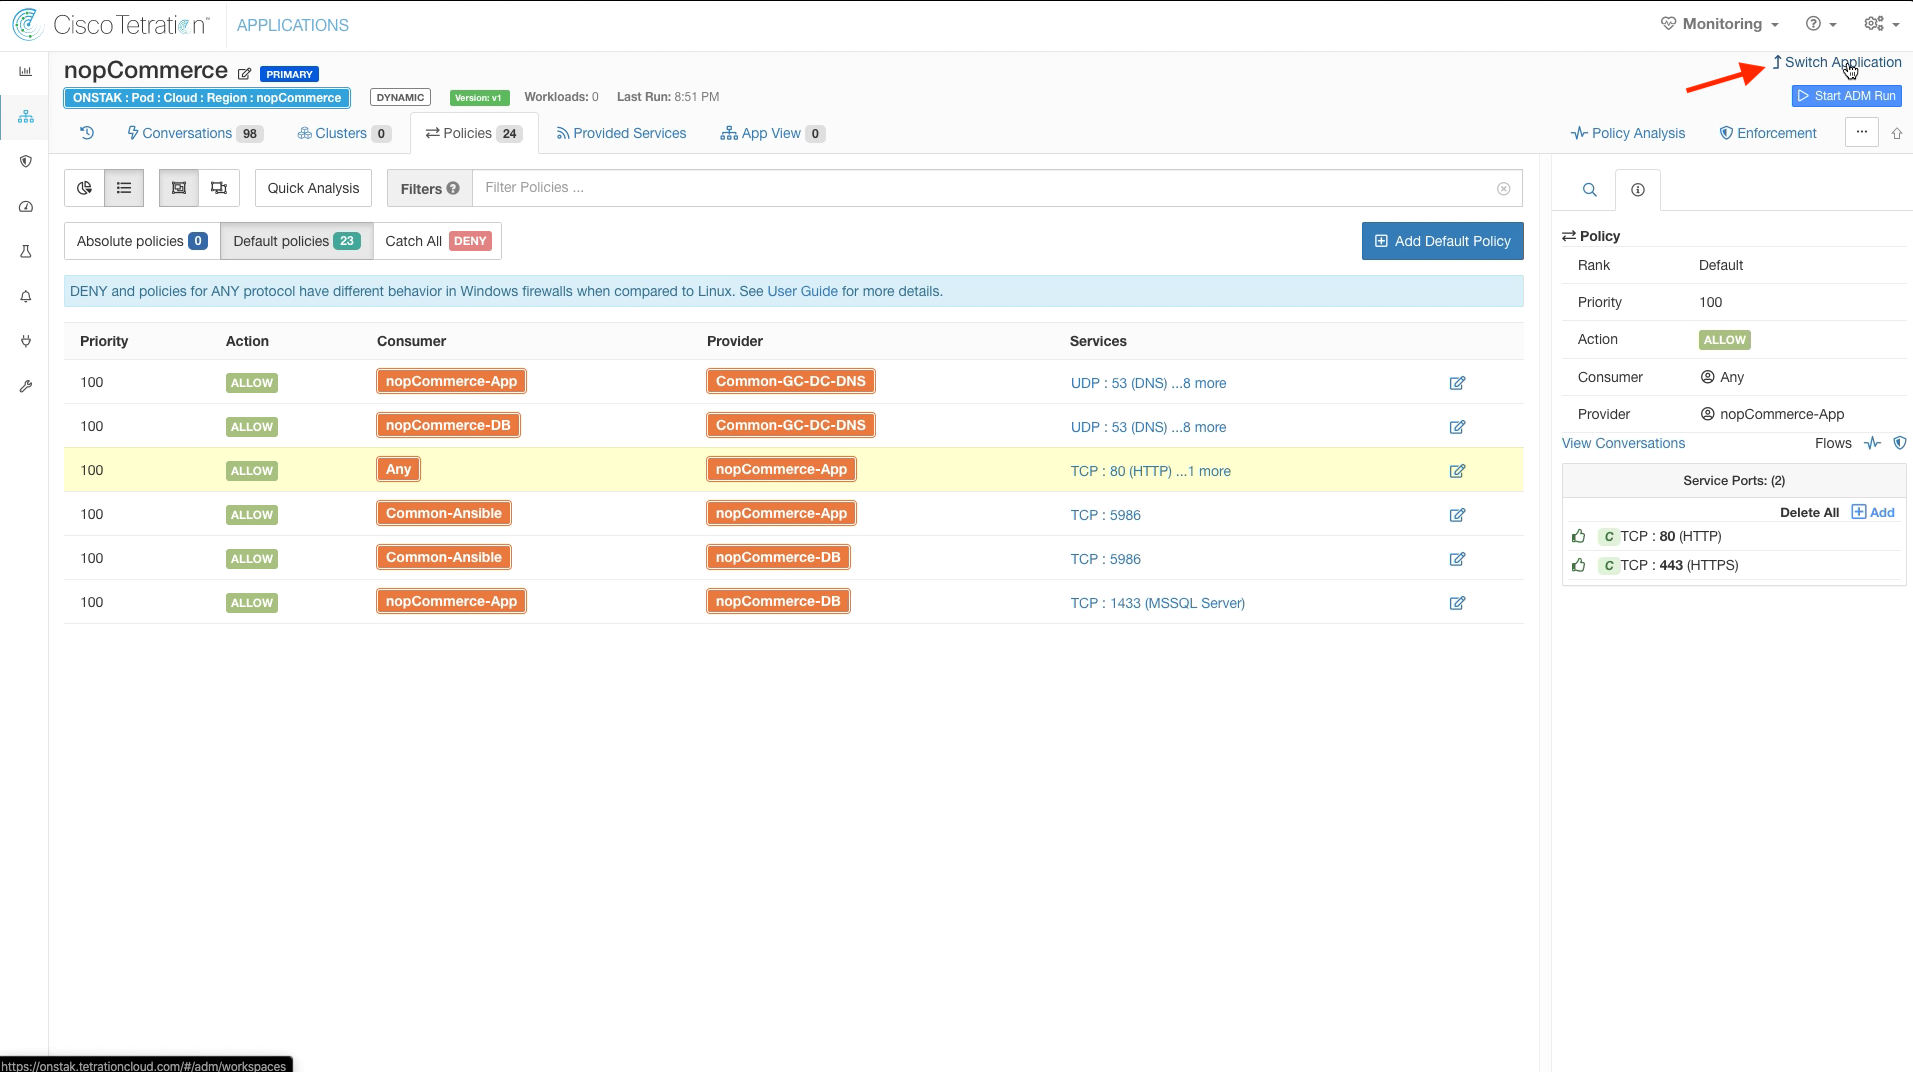 Cisco Tetration™ APPLICATIONS Monitoring
nopCommerce PRIMARY Switch Application
ONSTAK : Pod : Cloud : Region : nopCommerce DYNAMIC Version: v1 Workloads: 0 Last Run: 8:51 PM Start ADM Run
Conversations 98 Clusters 0 Policies 24 Provided Services App View 0 Policy Analysis Enforcement ...
Quick Analysis Filters ? Filter Policies ...
Absolute policies 0 Default policies 23 Catch All DENY Add Default Policy
DENY and policies for ANY protocol have different behavior in Windows firewalls when compared to Linux. See User Guide for more details.
Priority Action Consumer Provider Services
100 ALLOW nopCommerce-App Common-GC-DC-DNS UDP : 53 (DNS) ...8 more
100 ALLOW nopCommerce-DB Common-GC-DC-DNS UDP : 53 (DNS) ...8 more
100 ALLOW Any nopCommerce-App TCP : 80 (HTTP) ...1 more
100 ALLOW Common-Ansible nopCommerce-App TCP : 5986
100 ALLOW Common-Ansible nopCommerce-DB TCP : 5986
100 ALLOW nopCommerce-App nopCommerce-DB TCP : 1433 (MSSQL Server)
Policy
Rank Default
Priority 100
Action ALLOW
Consumer Any
Provider nopCommerce-App
View Conversations Flows
Service Ports: (2)
Delete All Add
C TCP : 80 (HTTP)
C TCP : 443 (HTTPS)
https://onstak.tetrationcloud.com/#/adm/workspaces